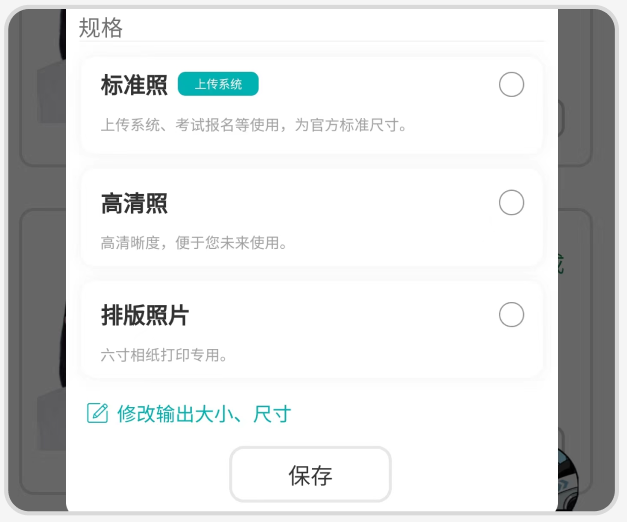 规格
标准照 上传系统
上传系统、考试报名等使用，为官方标准尺寸。
高清照
高清晰度，便于您未来使用。
排版照片
六寸相纸打印专用。
修改输出大小、尺寸
保存